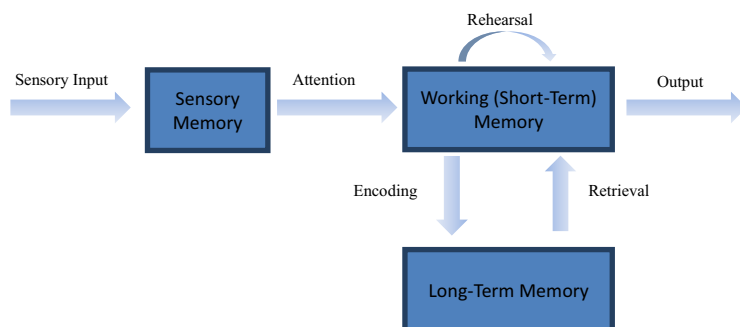 Rehearsal
Sensory Input
Attention
Output
Sensory
Memory
Working (Short-Term)
Memory
Encoding
Retrieval
Long-Term Memory